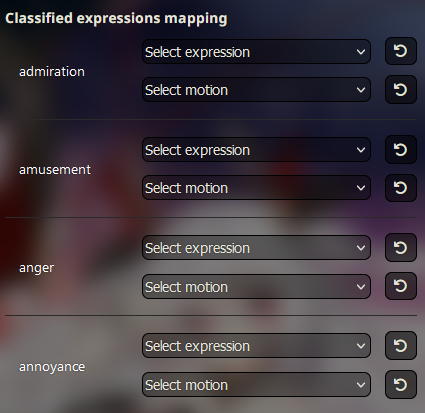 Classified expressions mapping
Select expression
admiration
Select motion
Select expression
amusement
Select motion
Select expression
anger
Select motion
Select expression
annoyance
Select motion